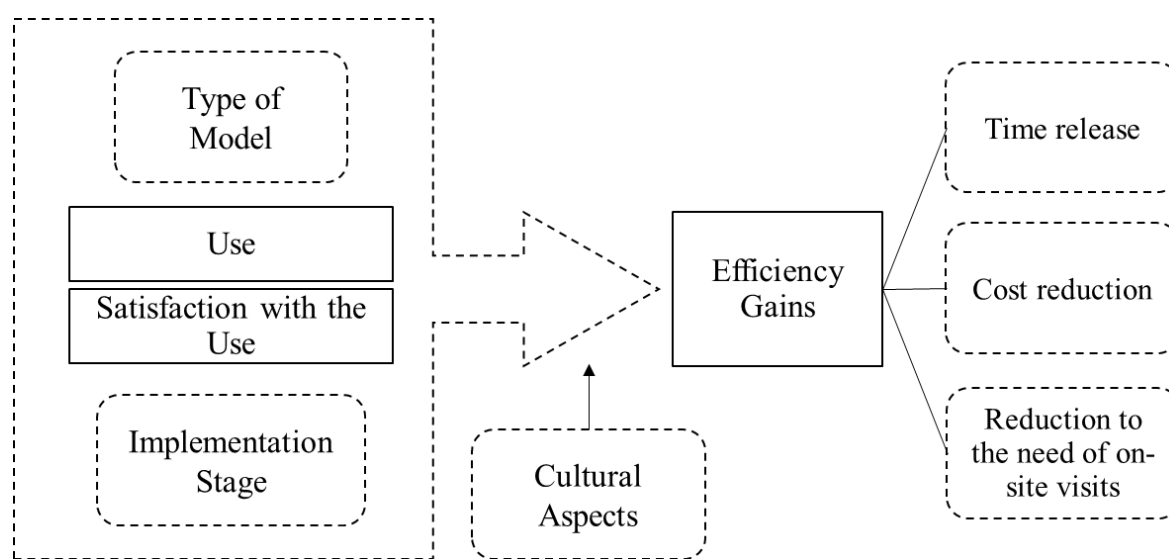 Type of
Model
Use
Satisfaction with the
Use
Implementation
Stage
Cultural
Aspects
Efficiency
Gains
Time release
Cost reduction
Reduction to
the need of on-
site visits